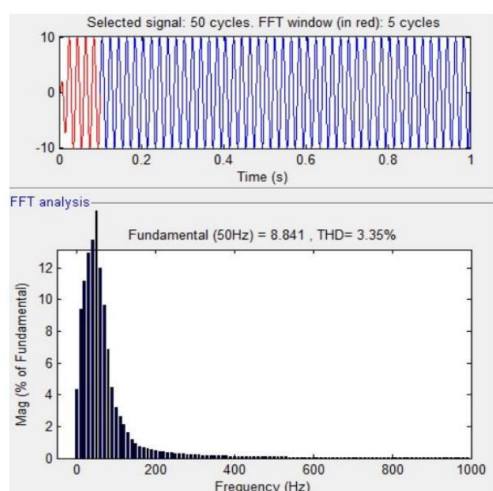 Selected signal: 50 cycles. FFT window (in red): 5 cycles
10
0
-10
0 0.2 0.4 0.6 0.8 1
Time (s)
FFT analysis
Fundamental (50Hz) = 8.841 , THD= 3.35%
Mag (% of Fundamental)
12
10
8
6
4
2
0
0 200 400 600 800 1000
Frequency (Hz)